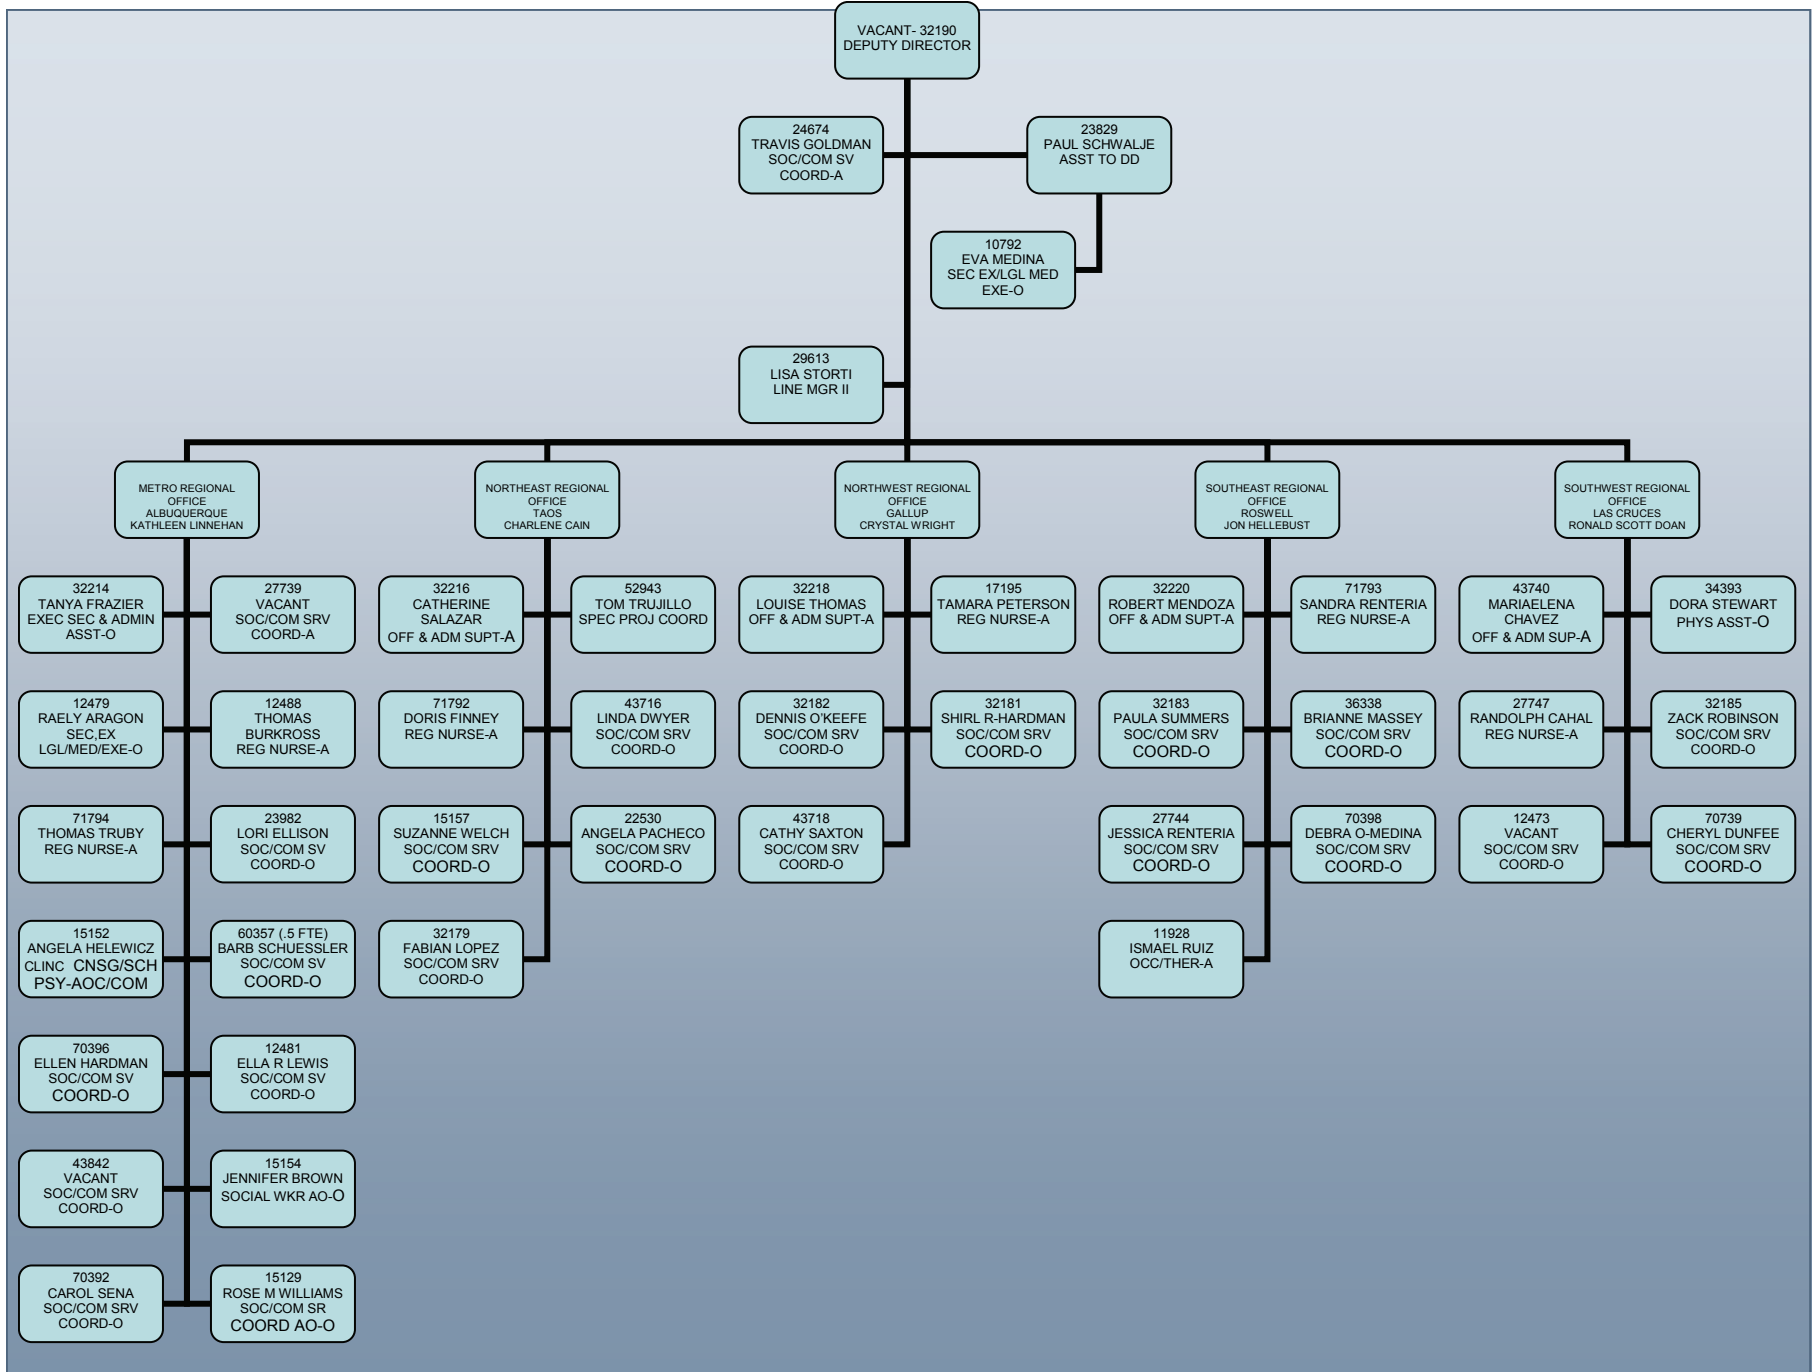 VACANT- 32190
DEPUTY DIRECTOR
24674
TRAVIS GOLDMAN
SOC/COM SV
COORD-A
23829
PAUL SCHWALJE
ASST TO DD
10792
EVA MEDINA
SEC EX/LGL MED
EXE-O
29613
LISA STORTI
LINE MGR II
METRO REGIONAL
OFFICE
ALBUQUERQUE
KATHLEEN LINNEHAN
NORTHEAST REGIONAL
OFFICE
TAOS
CHARLENE CAIN
NORTHWEST REGIONAL
OFFICE
GALLUP
CRYSTAL WRIGHT
SOUTHEAST REGIONAL
OFFICE
ROSWELL
JON HELLEBUST
SOUTHWEST REGIONAL
OFFICE
LAS CRUCES
RONALD SCOTT DOAN
32214
TANYA FRAZIER
EXEC SEC & ADMIN
ASST-O
27739
VACANT
SOC/COM SRV
COORD-A
32216
CATHERINE
SALAZAR
OFF & ADM SUPT-A
52943
TOM TRUJILLO
SPEC PROJ COORD
32218
LOUISE THOMAS
OFF & ADM SUPT-A
17195
TAMARA PETERSON
REG NURSE-A
32220
ROBERT MENDOZA
OFF & ADM SUPT-A
71793
SANDRA RENTERIA
REG NURSE-A
43740
MARIAELENA
CHAVEZ
OFF & ADM SUP-A
34393
DORA STEWART
PHYS ASST-O
12479
RAELY ARAGON
SEC,EX
LGL/MED/EXE-O
12488
THOMAS
BURKROSS
REG NURSE-A
71792
DORIS FINNEY
REG NURSE-A
43716
LINDA DWYER
SOC/COM SRV
COORD-O
32182
DENNIS O'KEEFE
SOC/COM SRV
COORD-O
32181
SHIRL R-HARDMAN
SOC/COM SRV
COORD-O
32183
PAULA SUMMERS
SOC/COM SRV
COORD-O
36338
BRIANNE MASSEY
SOC/COM SRV
COORD-O
27747
RANDOLPH CAHAL
REG NURSE-A
32185
ZACK ROBINSON
SOC/COM SRV
COORD-O
71794
THOMAS TRUBY
REG NURSE-A
23982
LORI ELLISON
SOC/COM SV
COORD-O
15157
SUZANNE WELCH
SOC/COM SRV
COORD-O
22530
ANGELA PACHECO
SOC/COM SRV
COORD-O
43718
CATHY SAXTON
SOC/COM SRV
COORD-O
27744
JESSICA RENTERIA
SOC/COM SRV
COORD-O
70398
DEBRA O-MEDINA
SOC/COM SRV
COORD-O
12473
VACANT
SOC/COM SRV
COORD-O
70739
CHERYL DUNFEE
SOC/COM SRV
COORD-O
15152
ANGELA HELEWICZ
CLINC CNSG/SCH
PSY-AOC/COM
60357 (.5 FTE)
BARB SCHUESSLER
SOC/COM SV
COORD-O
32179
FABIAN LOPEZ
SOC/COM SRV
COORD-O
11928
ISMAEL RUIZ
OCC/THER-A
70396
ELLEN HARDMAN
SOC/COM SV
COORD-O
12481
ELLA R LEWIS
SOC/COM SV
COORD-O
43842
VACANT
SOC/COM SRV
COORD-O
15154
JENNIFER BROWN
SOCIAL WKR AO-O
70392
CAROL SENA
SOC/COM SRV
COORD-O
15129
ROSE M WILLIAMS
SOC/COM SR
COORD AO-O